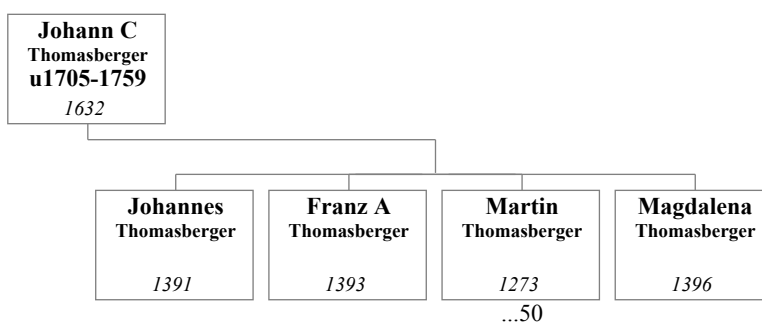 Johann C
Thomasberger
u1705-1759
1632
Johannes
Thomasberger
1391
Franz A
Thomasberger
1393
Martin
Thomasberger
1273
...50
Magdalena
Thomasberger
1396